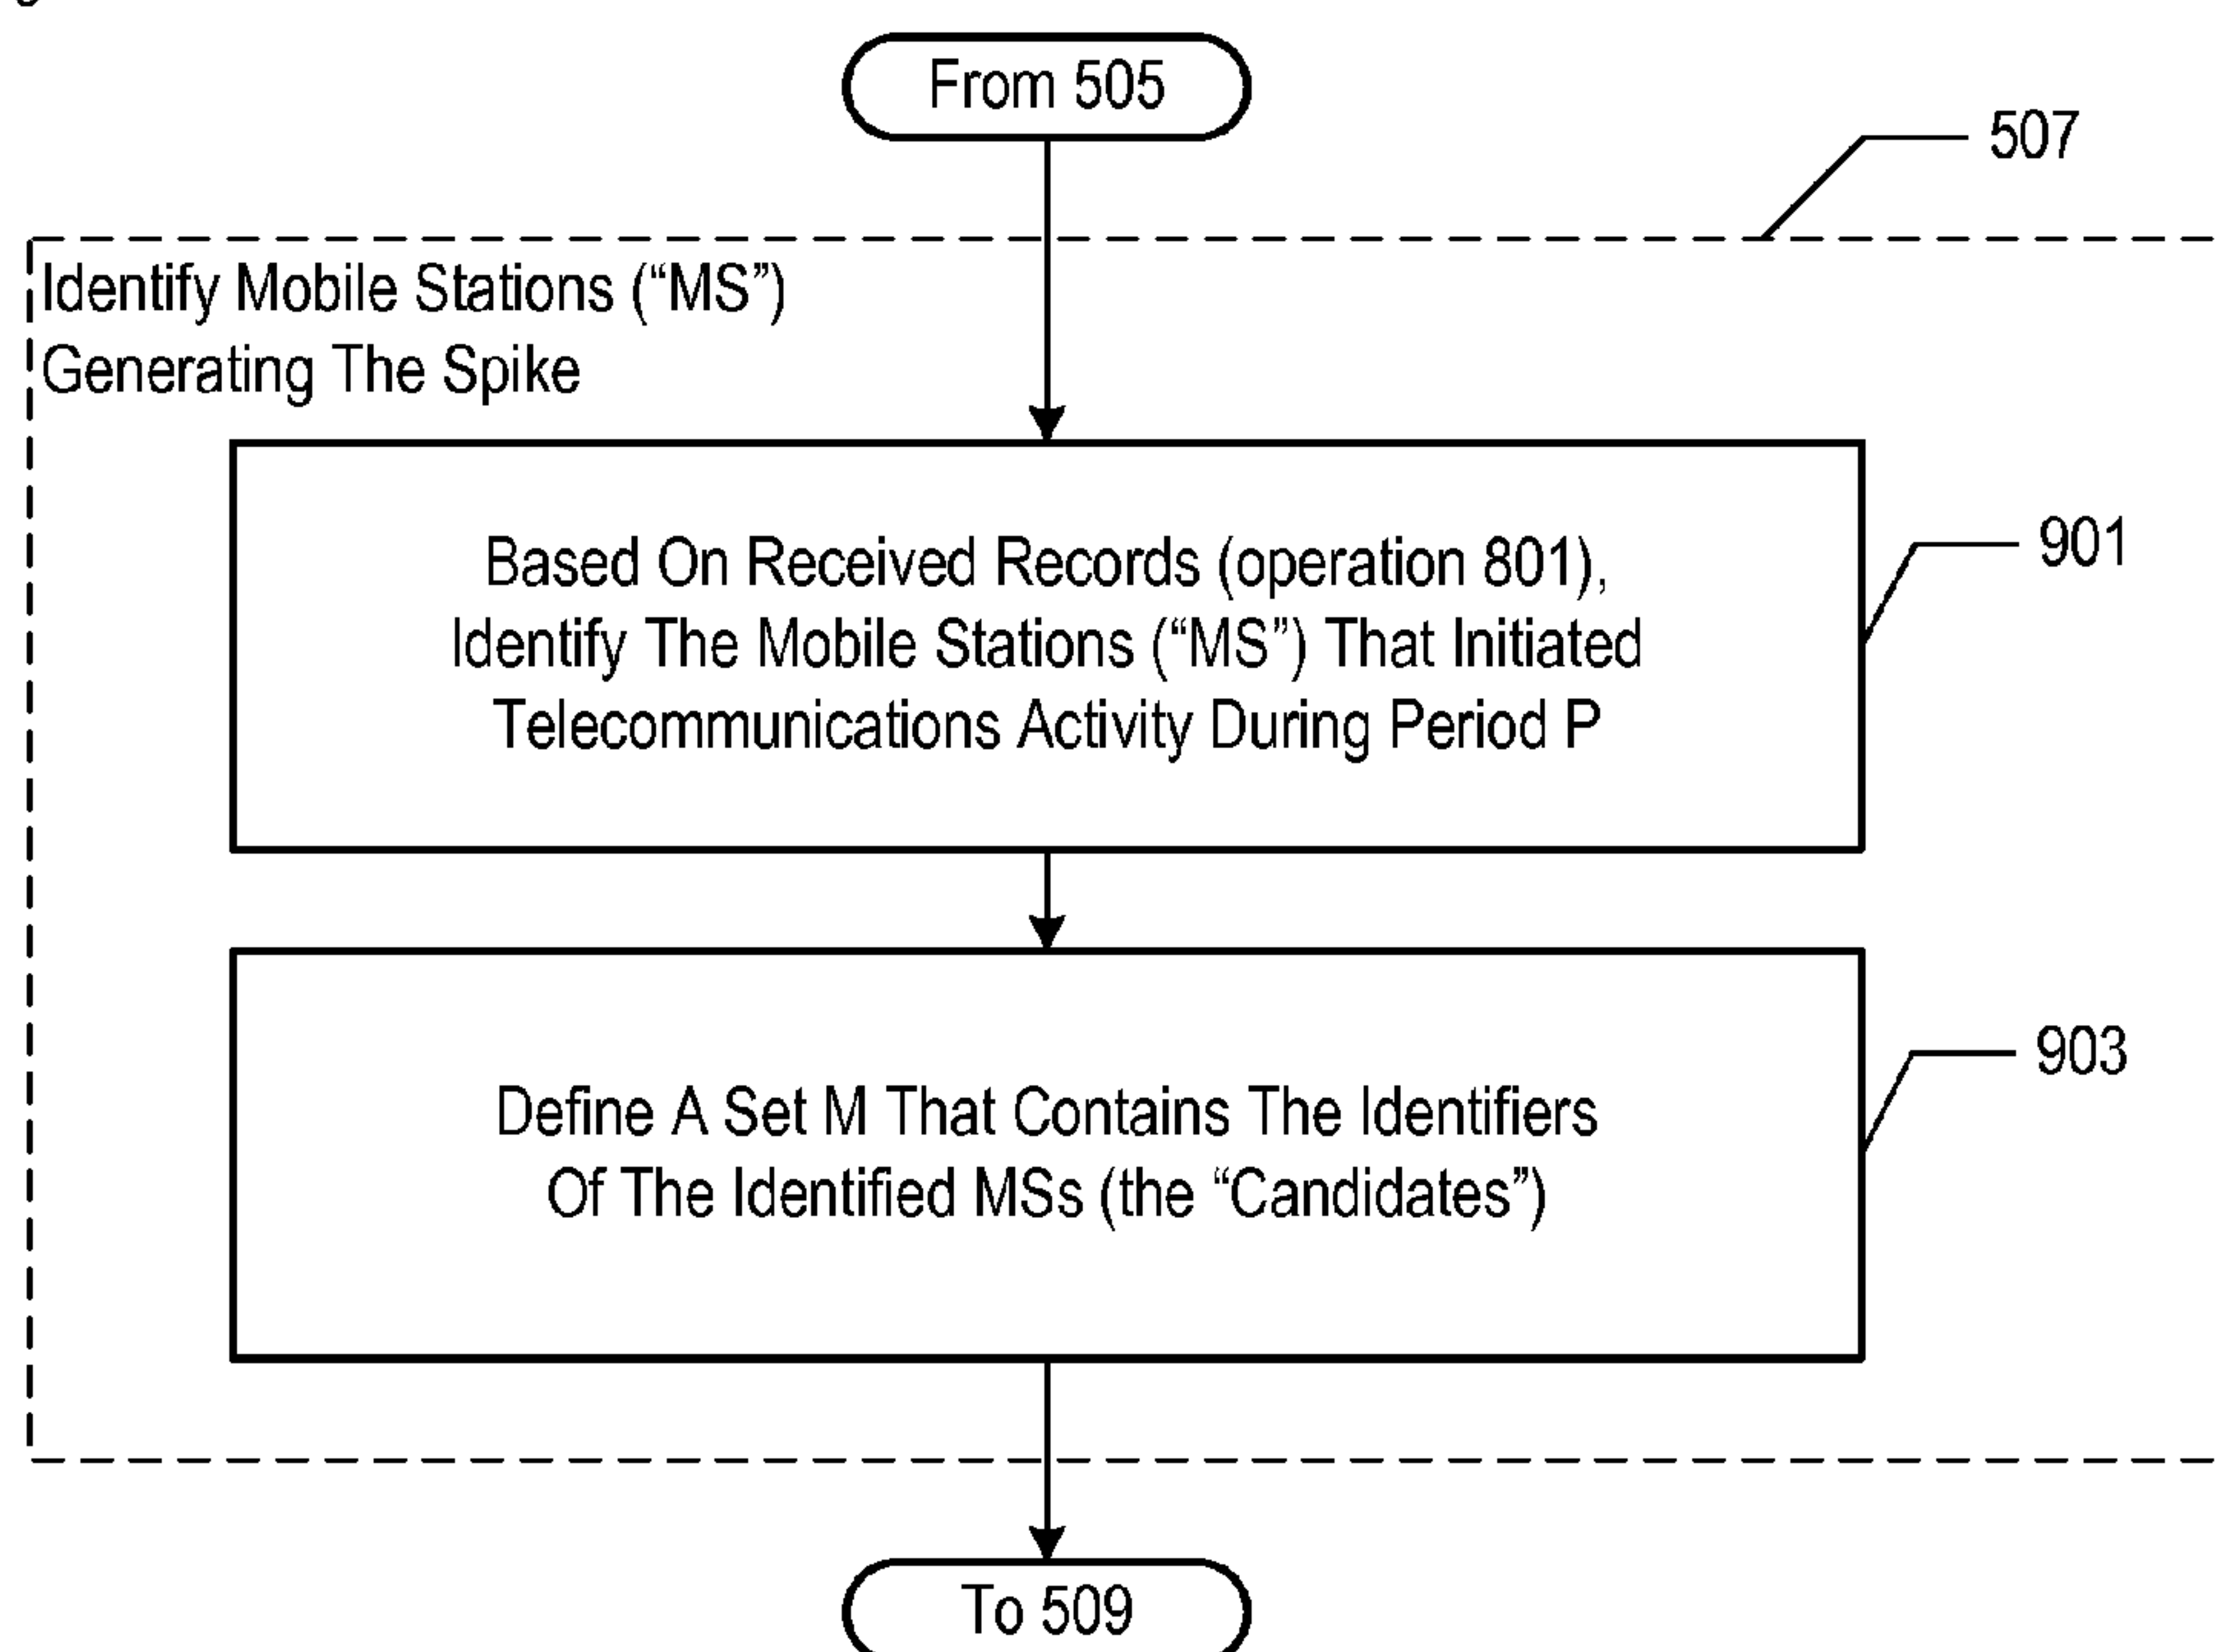 From 505
507
Identify Mobile Stations (“MS”)
Generating The Spike
Based On Received Records (operation 801),
Identify The Mobile Stations (“MS”) That Initiated
Telecommunications Activity During Period P
901
Define A Set M That Contains The Identifiers
Of The Identified MSs (the “Candidates”)
903
To 509